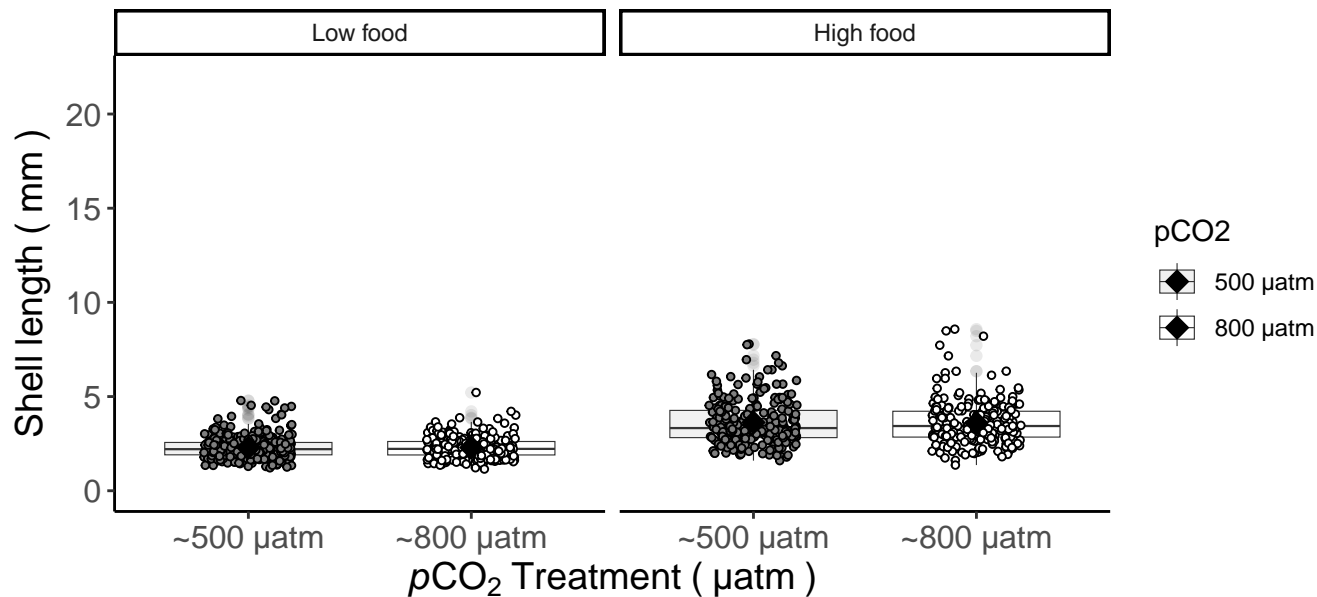 Low food
High food
20
15
10
5
0
Shell length ( mm )
~500 µatm
~800 µatm
~500 µatm
~800 µatm
pCO₂ Treatment ( µatm )
pCO2
500 µatm
800 µatm